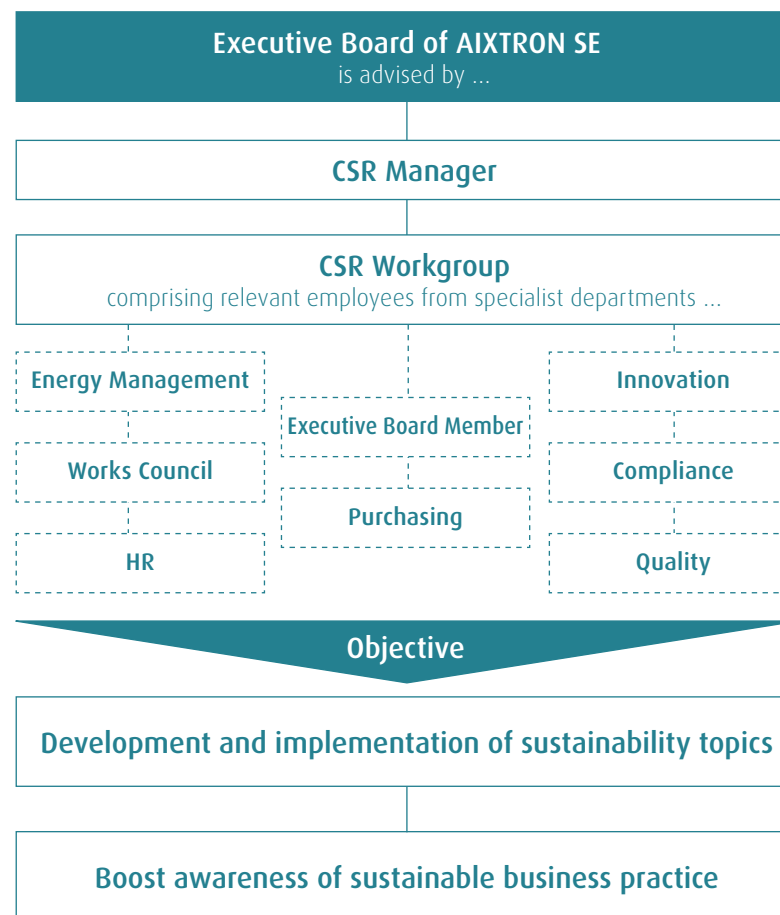 Executive Board of AIXTRON SE
is advised by ...
CSR Manager
CSR Workgroup
comprising relevant employees from specialist departments ...
Energy Management
Works Council
HR
Executive Board Member
Purchasing
Innovation
Compliance
Quality
Objective
Development and implementation of sustainability topics
Boost awareness of sustainable business practice